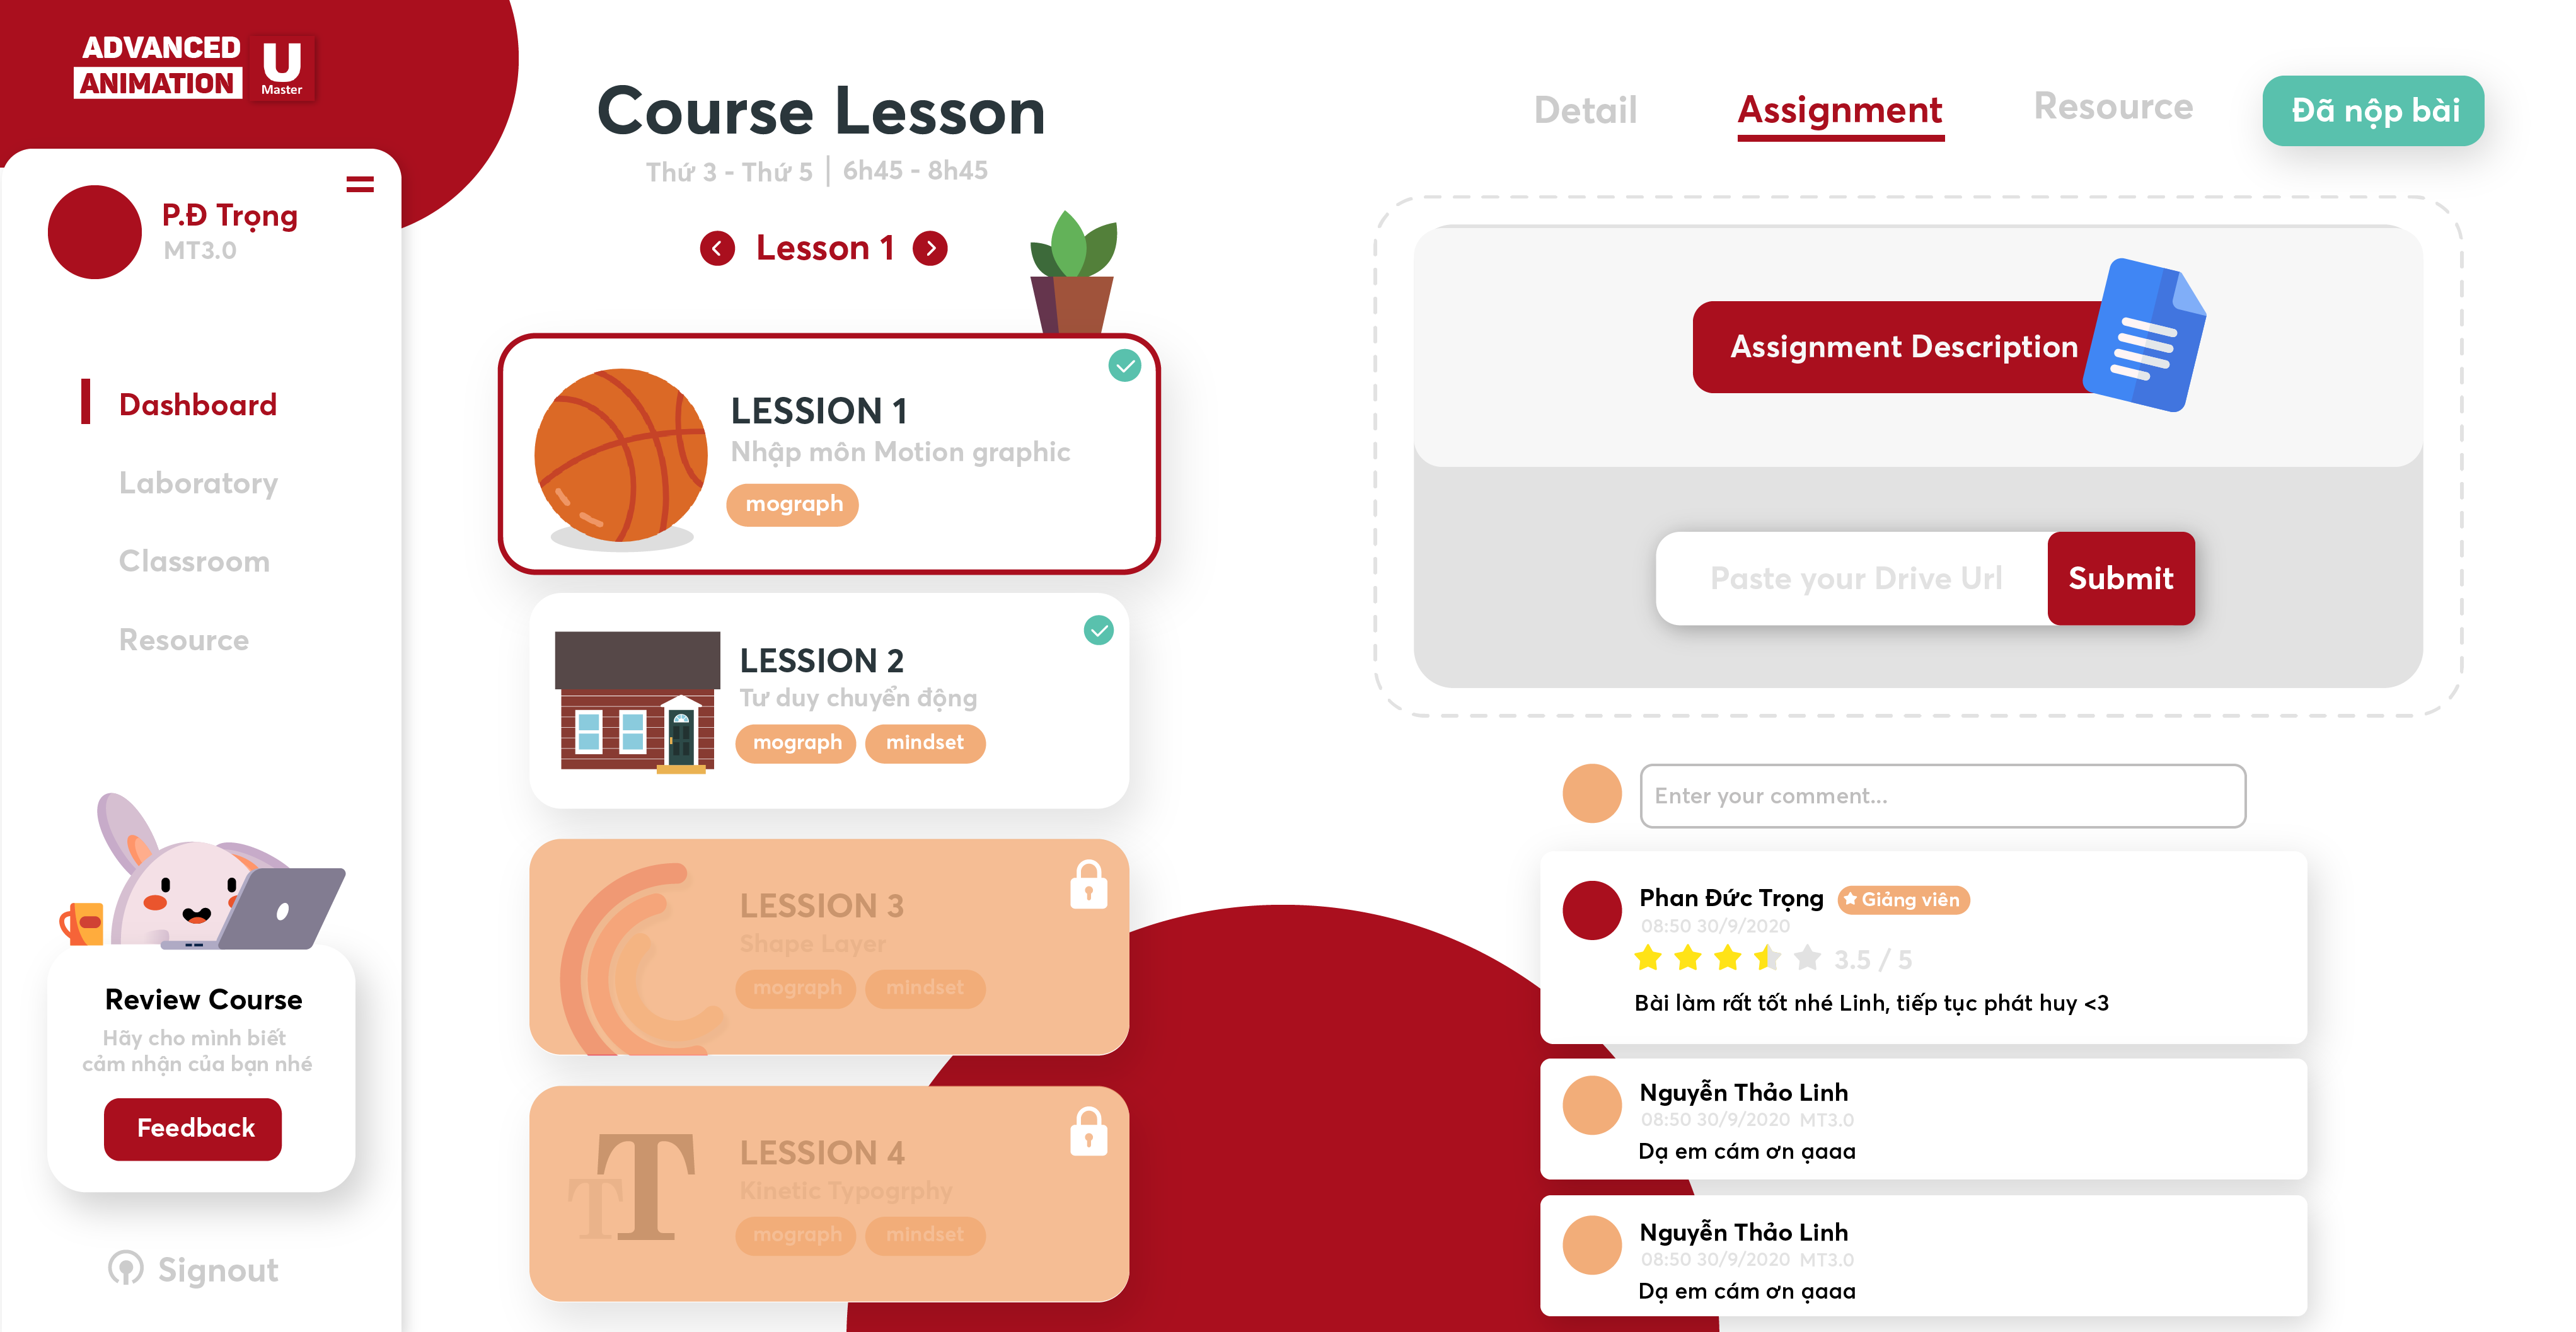 ADVANCED
ANIMATION
U
Master
P.Đ Trọng
MT3.0
Dashboard
Laboratory
Classroom
Resource
Review Course
Hãy cho mình biết
cảm nhận của bạn nhé
Feedback
Signout
Course Lesson
Thứ 3 - Thứ 5 | 6h45 - 8h45
Lesson 1
LESSION 1
Nhập môn Motion graphic
mograph
LESSION 2
Tư duy chuyển động
mograph mindset
LESSION 3
Shape Layer
mograph mindset
T T
LESSION 4
Kinetic Typogrphy
mograph mindset
Detail Assignment Resource Đã nộp bài
Assignment Description
Paste your Drive Url Submit
Enter your comment...
Phan Đức Trọng Giảng viên
08:50 30/9/2020
3.5 / 5
Bài làm rất tốt nhé Linh, tiếp tục phát huy <3
Nguyễn Thảo Linh
08:50 30/9/2020 MT3.0
Dạ em cám ơn ạaaa
Nguyễn Thảo Linh
08:50 30/9/2020 MT3.0
Dạ em cám ơn ạaaa